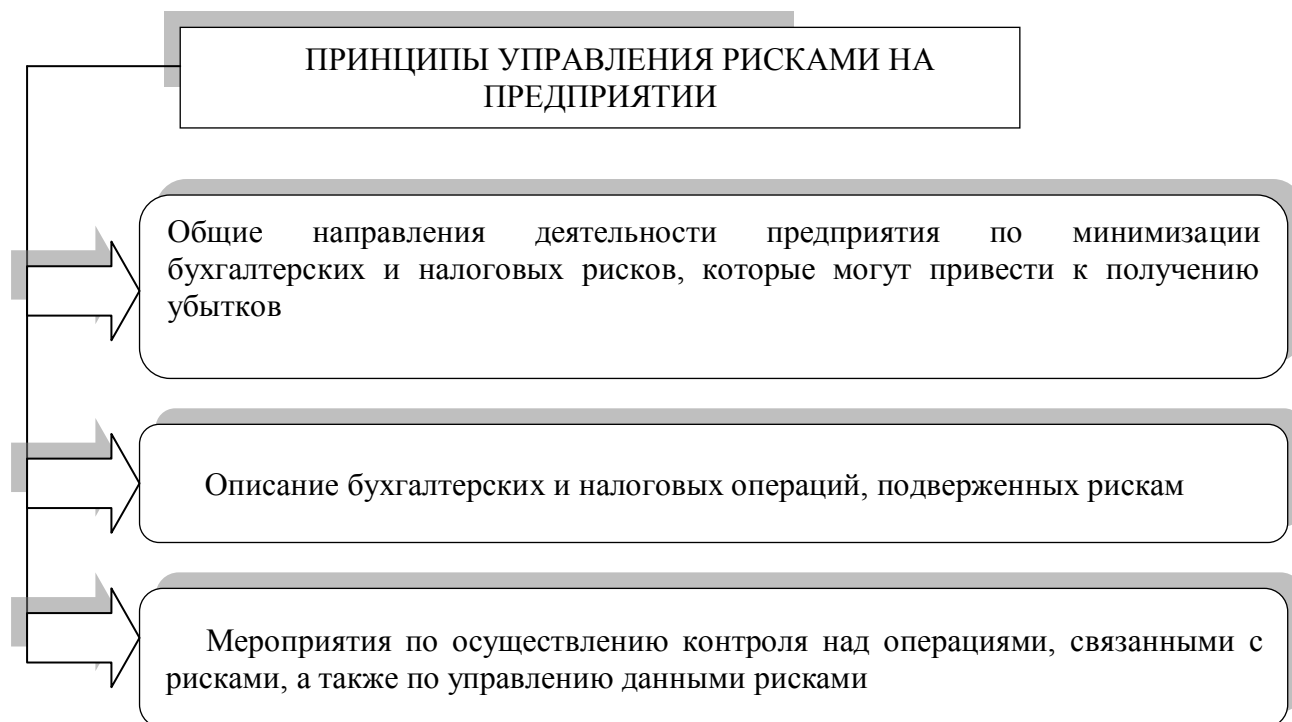 ПРИНЦИПЫ УПРАВЛЕНИЯ РИСКАМИ НА
ПРЕДПРИЯТИИ
Общие направления деятельности предприятия по минимизации
бухгалтерских и налоговых рисков, которые могут привести к получению
убытков
Описание бухгалтерских и налоговых операций, подверженных рискам
Мероприятия по осуществлению контроля над операциями, связанными с
рисками, а также по управлению данными рисками